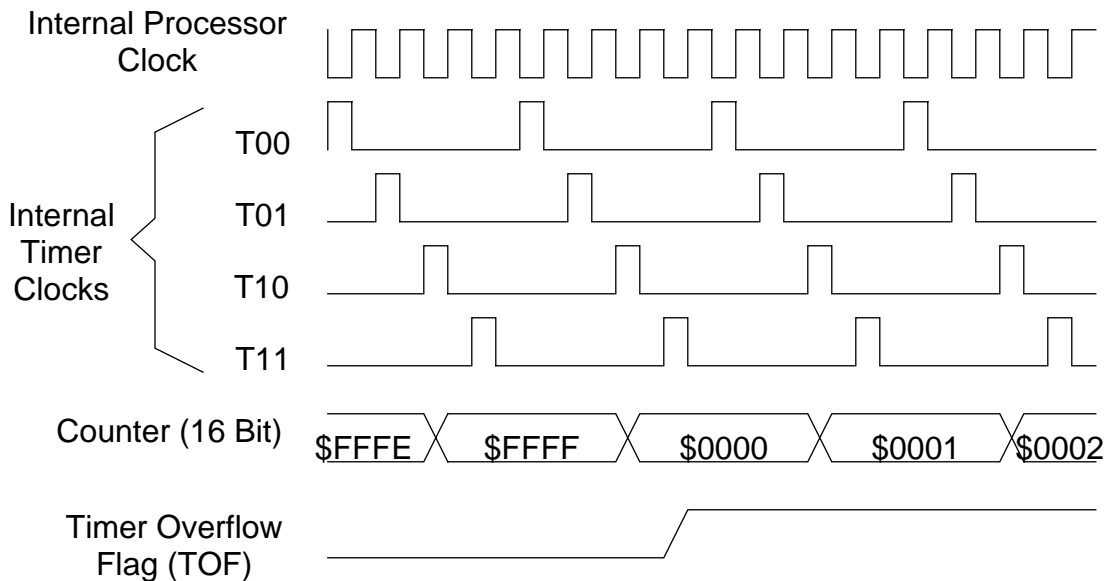 Internal Processor
Clock
T00
T01
Internal
Timer
Clocks
T10
T11
Counter (16 Bit)
$FFFE
$FFFF
$0000
$0001
$0002
Timer Overflow
Flag (TOF)